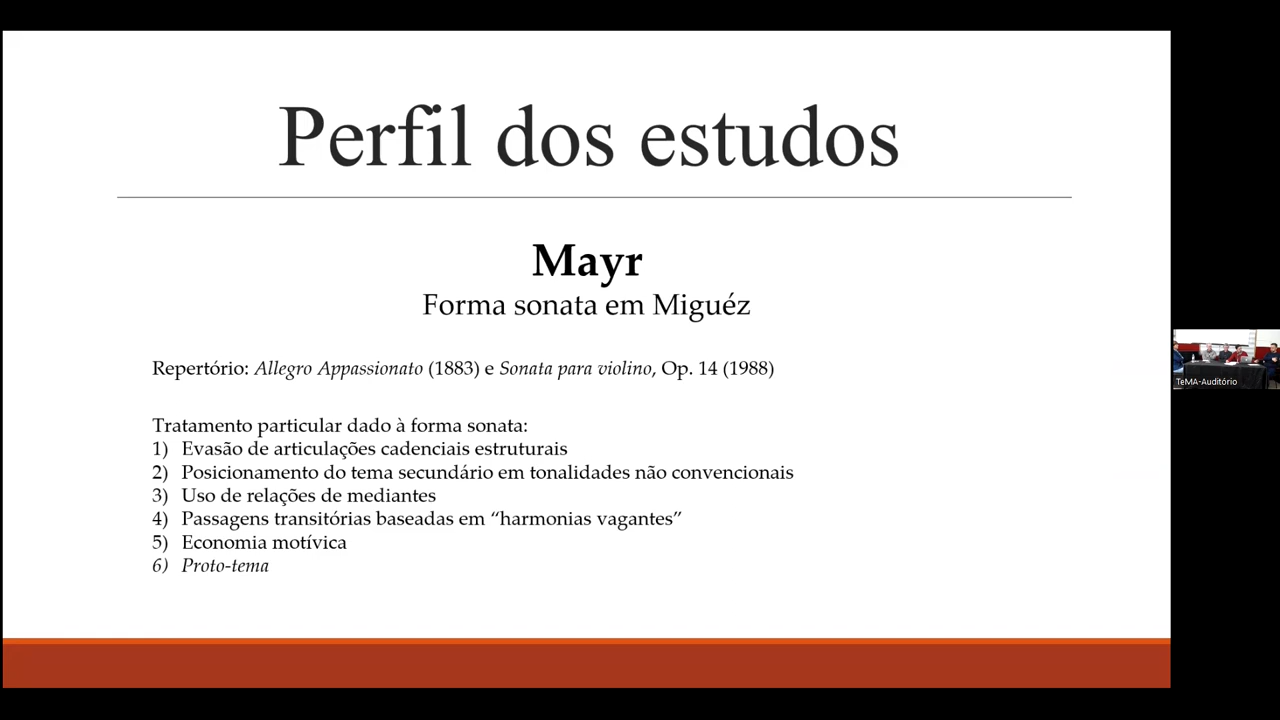 Perfil dos estudos
Mayr
Forma sonata em Miguéz
Repertório: Allegro Appassionato (1883) e Sonata para violino, Op. 14 (1988)
Tratamento particular dado à forma sonata:
1) Evasão de articulações cadenciais estruturais
2) Posicionamento do tema secundário em tonalidades não convencionais
3) Uso de relações de mediantes
4) Passagens transitórias baseadas em “harmonias vagantes”
5) Economia motívica
6) Proto-tema
TeMA-Auditório